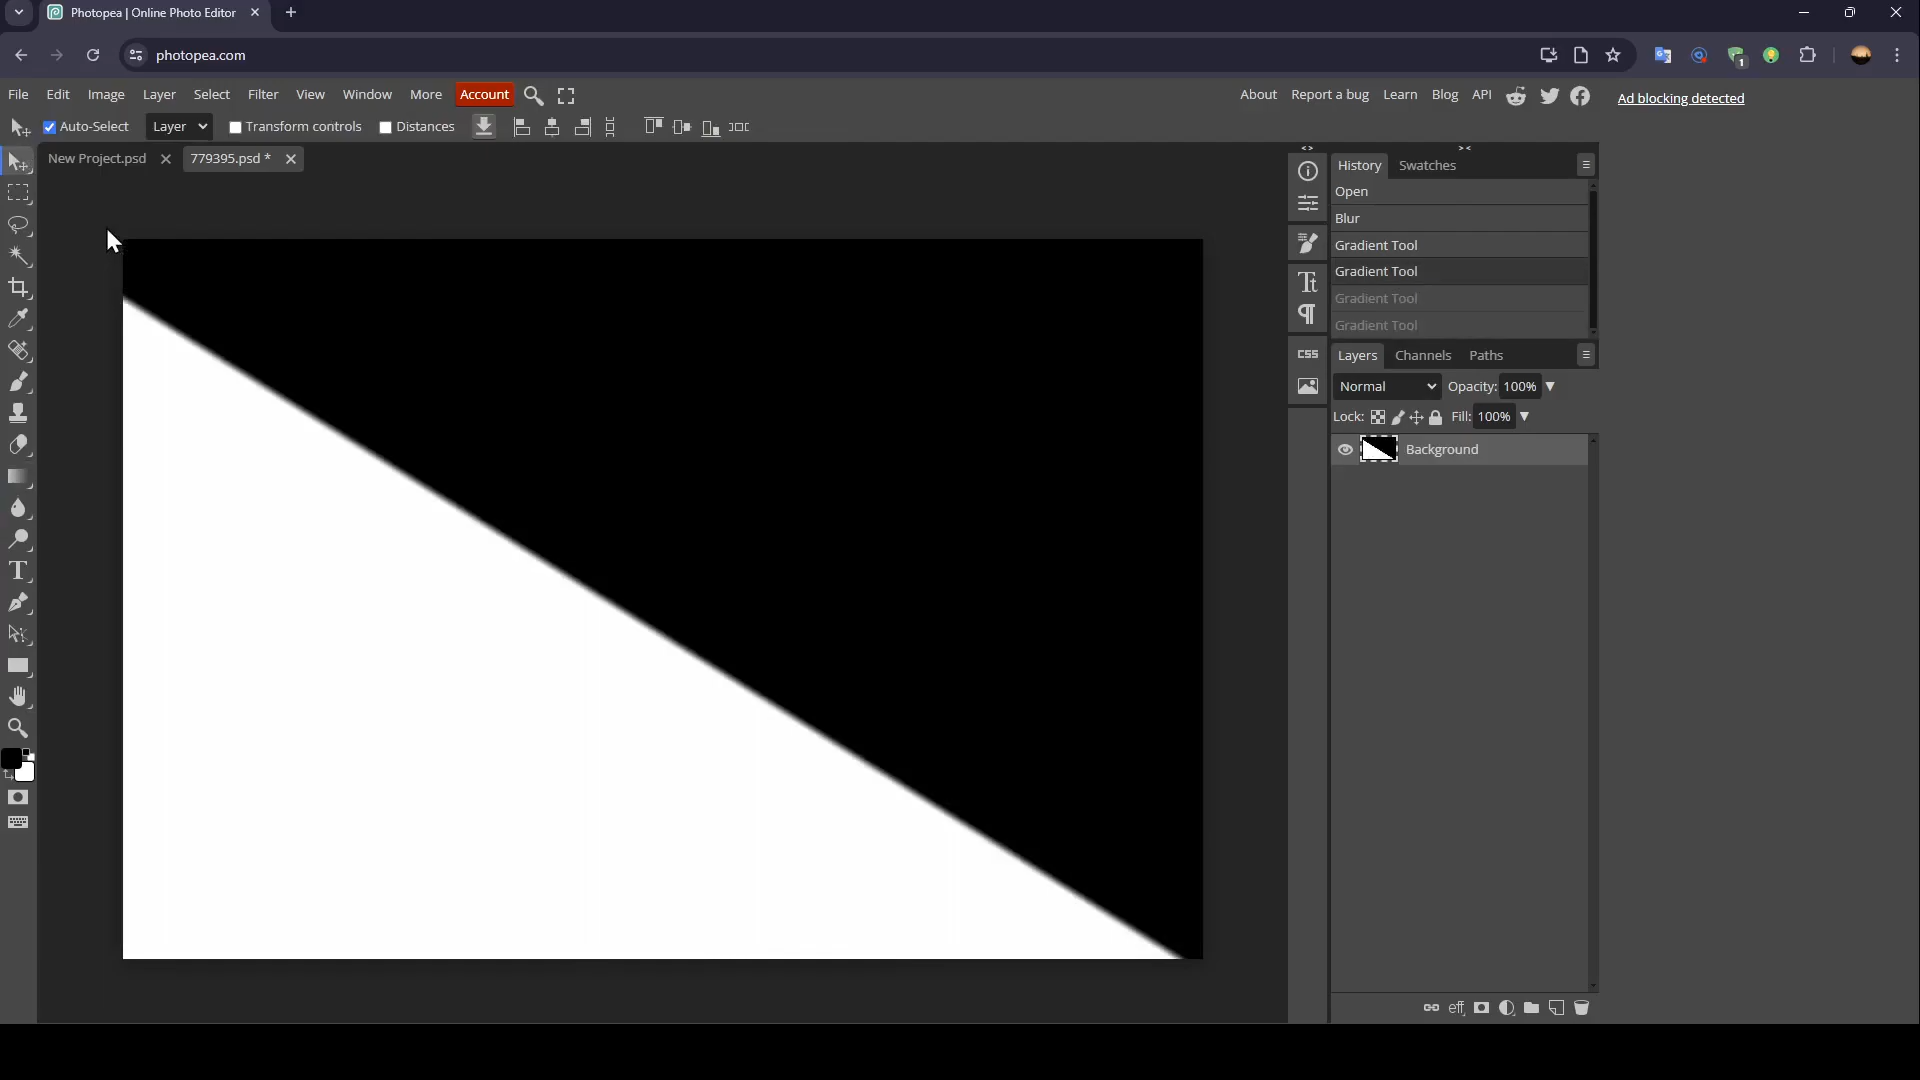 Photopea | Online Photo Editor
photopea.com
1
File Edit Image Layer Select Filter View Window More Account
About Report a bug Learn Blog API
Ad blocking detected
Auto-Select Layer Transform controls Distances
New Project.psd 779395.psd *
History Swatches
Open
Blur
Gradient Tool
Gradient Tool
Gradient Tool
Gradient Tool
Tt
CSS
Layers Channels Paths
Normal Opacity: 100%
Lock: Fill: 100%
Background
T
eff